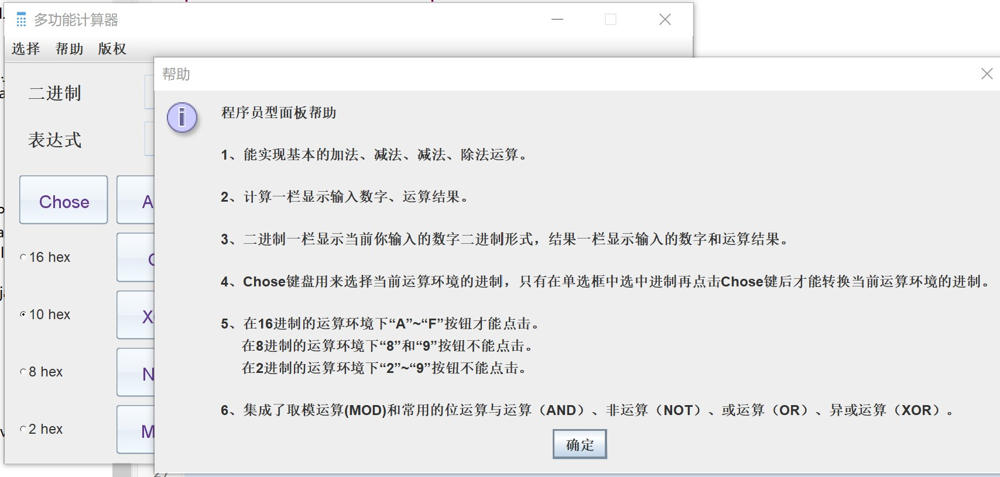 多功能计算器
选择 帮助 版权
帮助
二进制
表达式
Chose
16 hex
10 hex
8 hex
2 hex
程序员型面板帮助
1、能实现基本的加法、减法、减法、除法运算。
2、计算一栏显示输入数字、运算结果。
3、二进制一栏显示当前你输入的数字二进制形式，结果一栏显示输入的数字和运算结果。
4、Chose键盘用来选择当前运算环境的进制，只有在单选框中选中进制再点击Chose键后才能转换当前运算环境的进制。
5、在16进制的运算环境下“A”~“F”按钮才能点击。
在8进制的运算环境下“8”和“9”按钮不能点击。
在2进制的运算环境下“2”~“9”按钮不能点击。
6、集成了取模运算(MOD)和常用的位运算与运算（AND）、非运算（NOT）、或运算（OR）、异或运算（XOR）。
确定